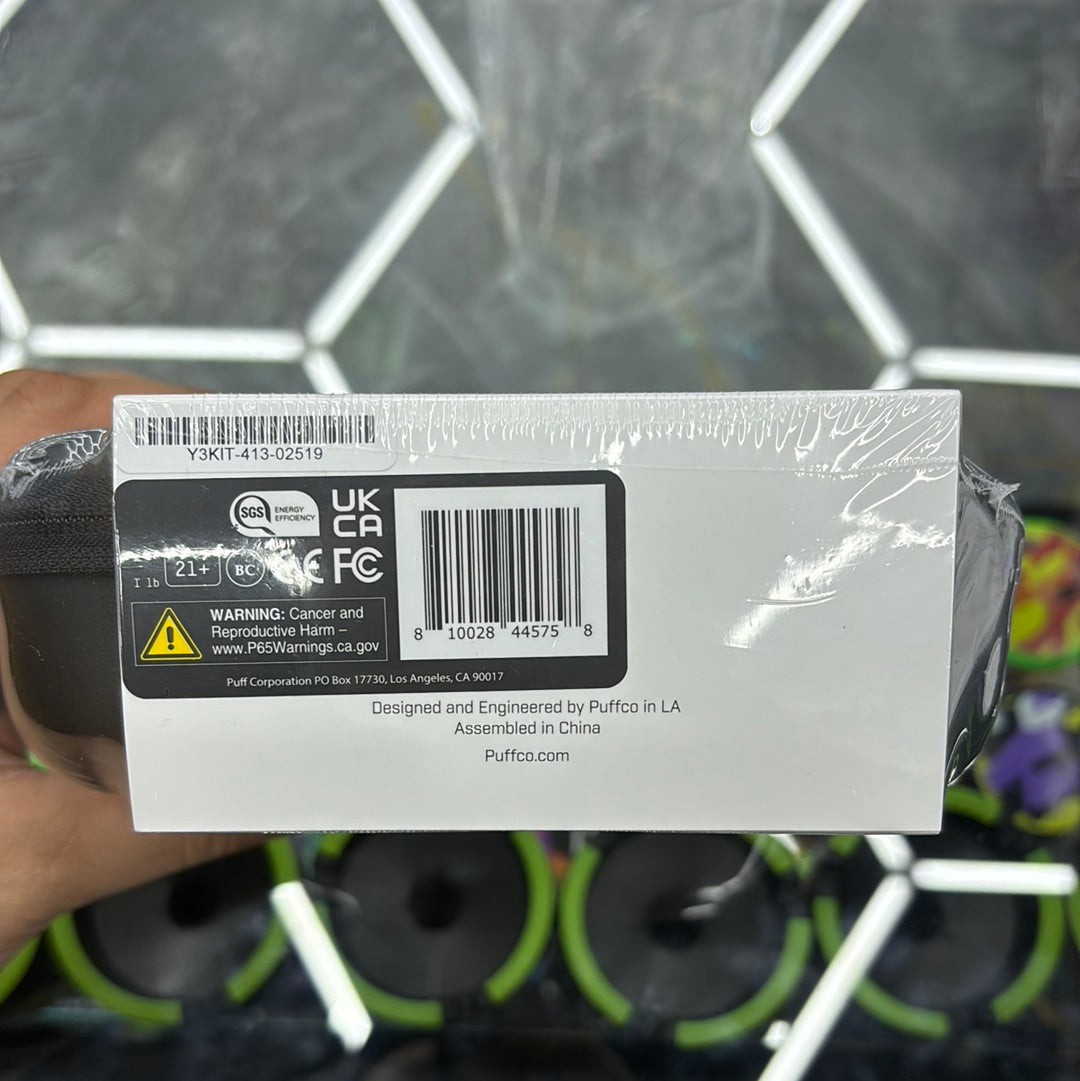 Y3KIT-413-02519
SGS ENERGY EFFICIENCY
UK CA
I lb 21+ BC CE FC
8 10028 44575 8
WARNING: Cancer and
Reproductive Harm –
www.P65Warnings.ca.gov
Puff Corporation PO Box 17730, Los Angeles, CA 90017
Designed and Engineered by Puffco in LA
Assembled in China
Puffco.com